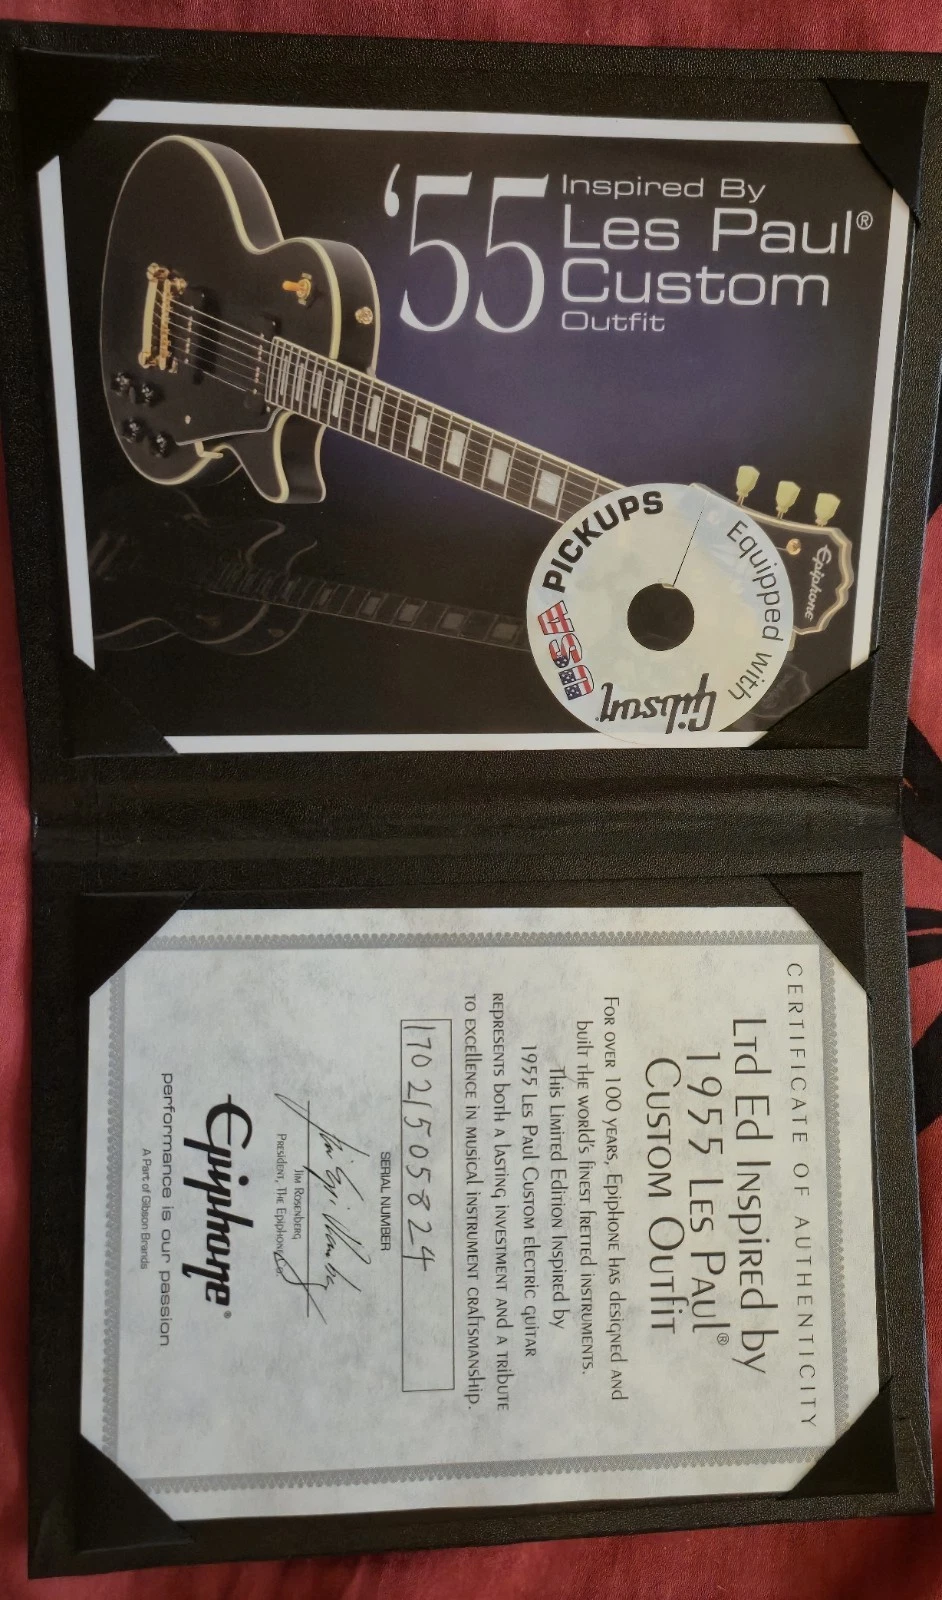 '55
Inspired By
Les Paul®
Custom
Outfit
Epiphone
Equipped with
Gibson
USA
PICKUPS
CERTIFICATE OF AUTHENTICITY
Ltd Ed Inspired by
1955 Les Paul®
Custom Outfit
For over 100 years, Epiphone has designed and
built the world's finest fretted instruments.
This Limited Edition Inspired by
1955 Les Paul Custom electric guitar
represents both a lasting investment and a tribute
to excellence in musical instrument craftsmanship.
17021505824
SERIAL NUMBER
Jim Rosenberg
President, The Epiphone Co.
Epiphone®
performance is our passion
A Part of Gibson Brands